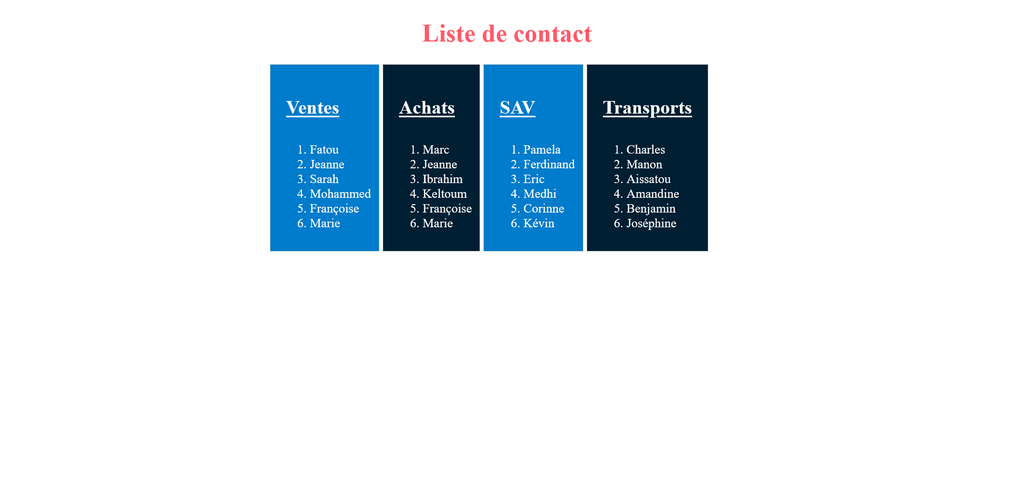 Liste de contact
Ventes
1. Fatou
2. Jeanne
3. Sarah
4. Mohammed
5. Françoise
6. Marie
Achats
1. Marc
2. Jeanne
3. Ibrahim
4. Keltoum
5. Françoise
6. Marie
SAV
1. Pamela
2. Ferdinand
3. Eric
4. Medhi
5. Corinne
6. Kévin
Transports
1. Charles
2. Manon
3. Aissatou
4. Amandine
5. Benjamin
6. Joséphine